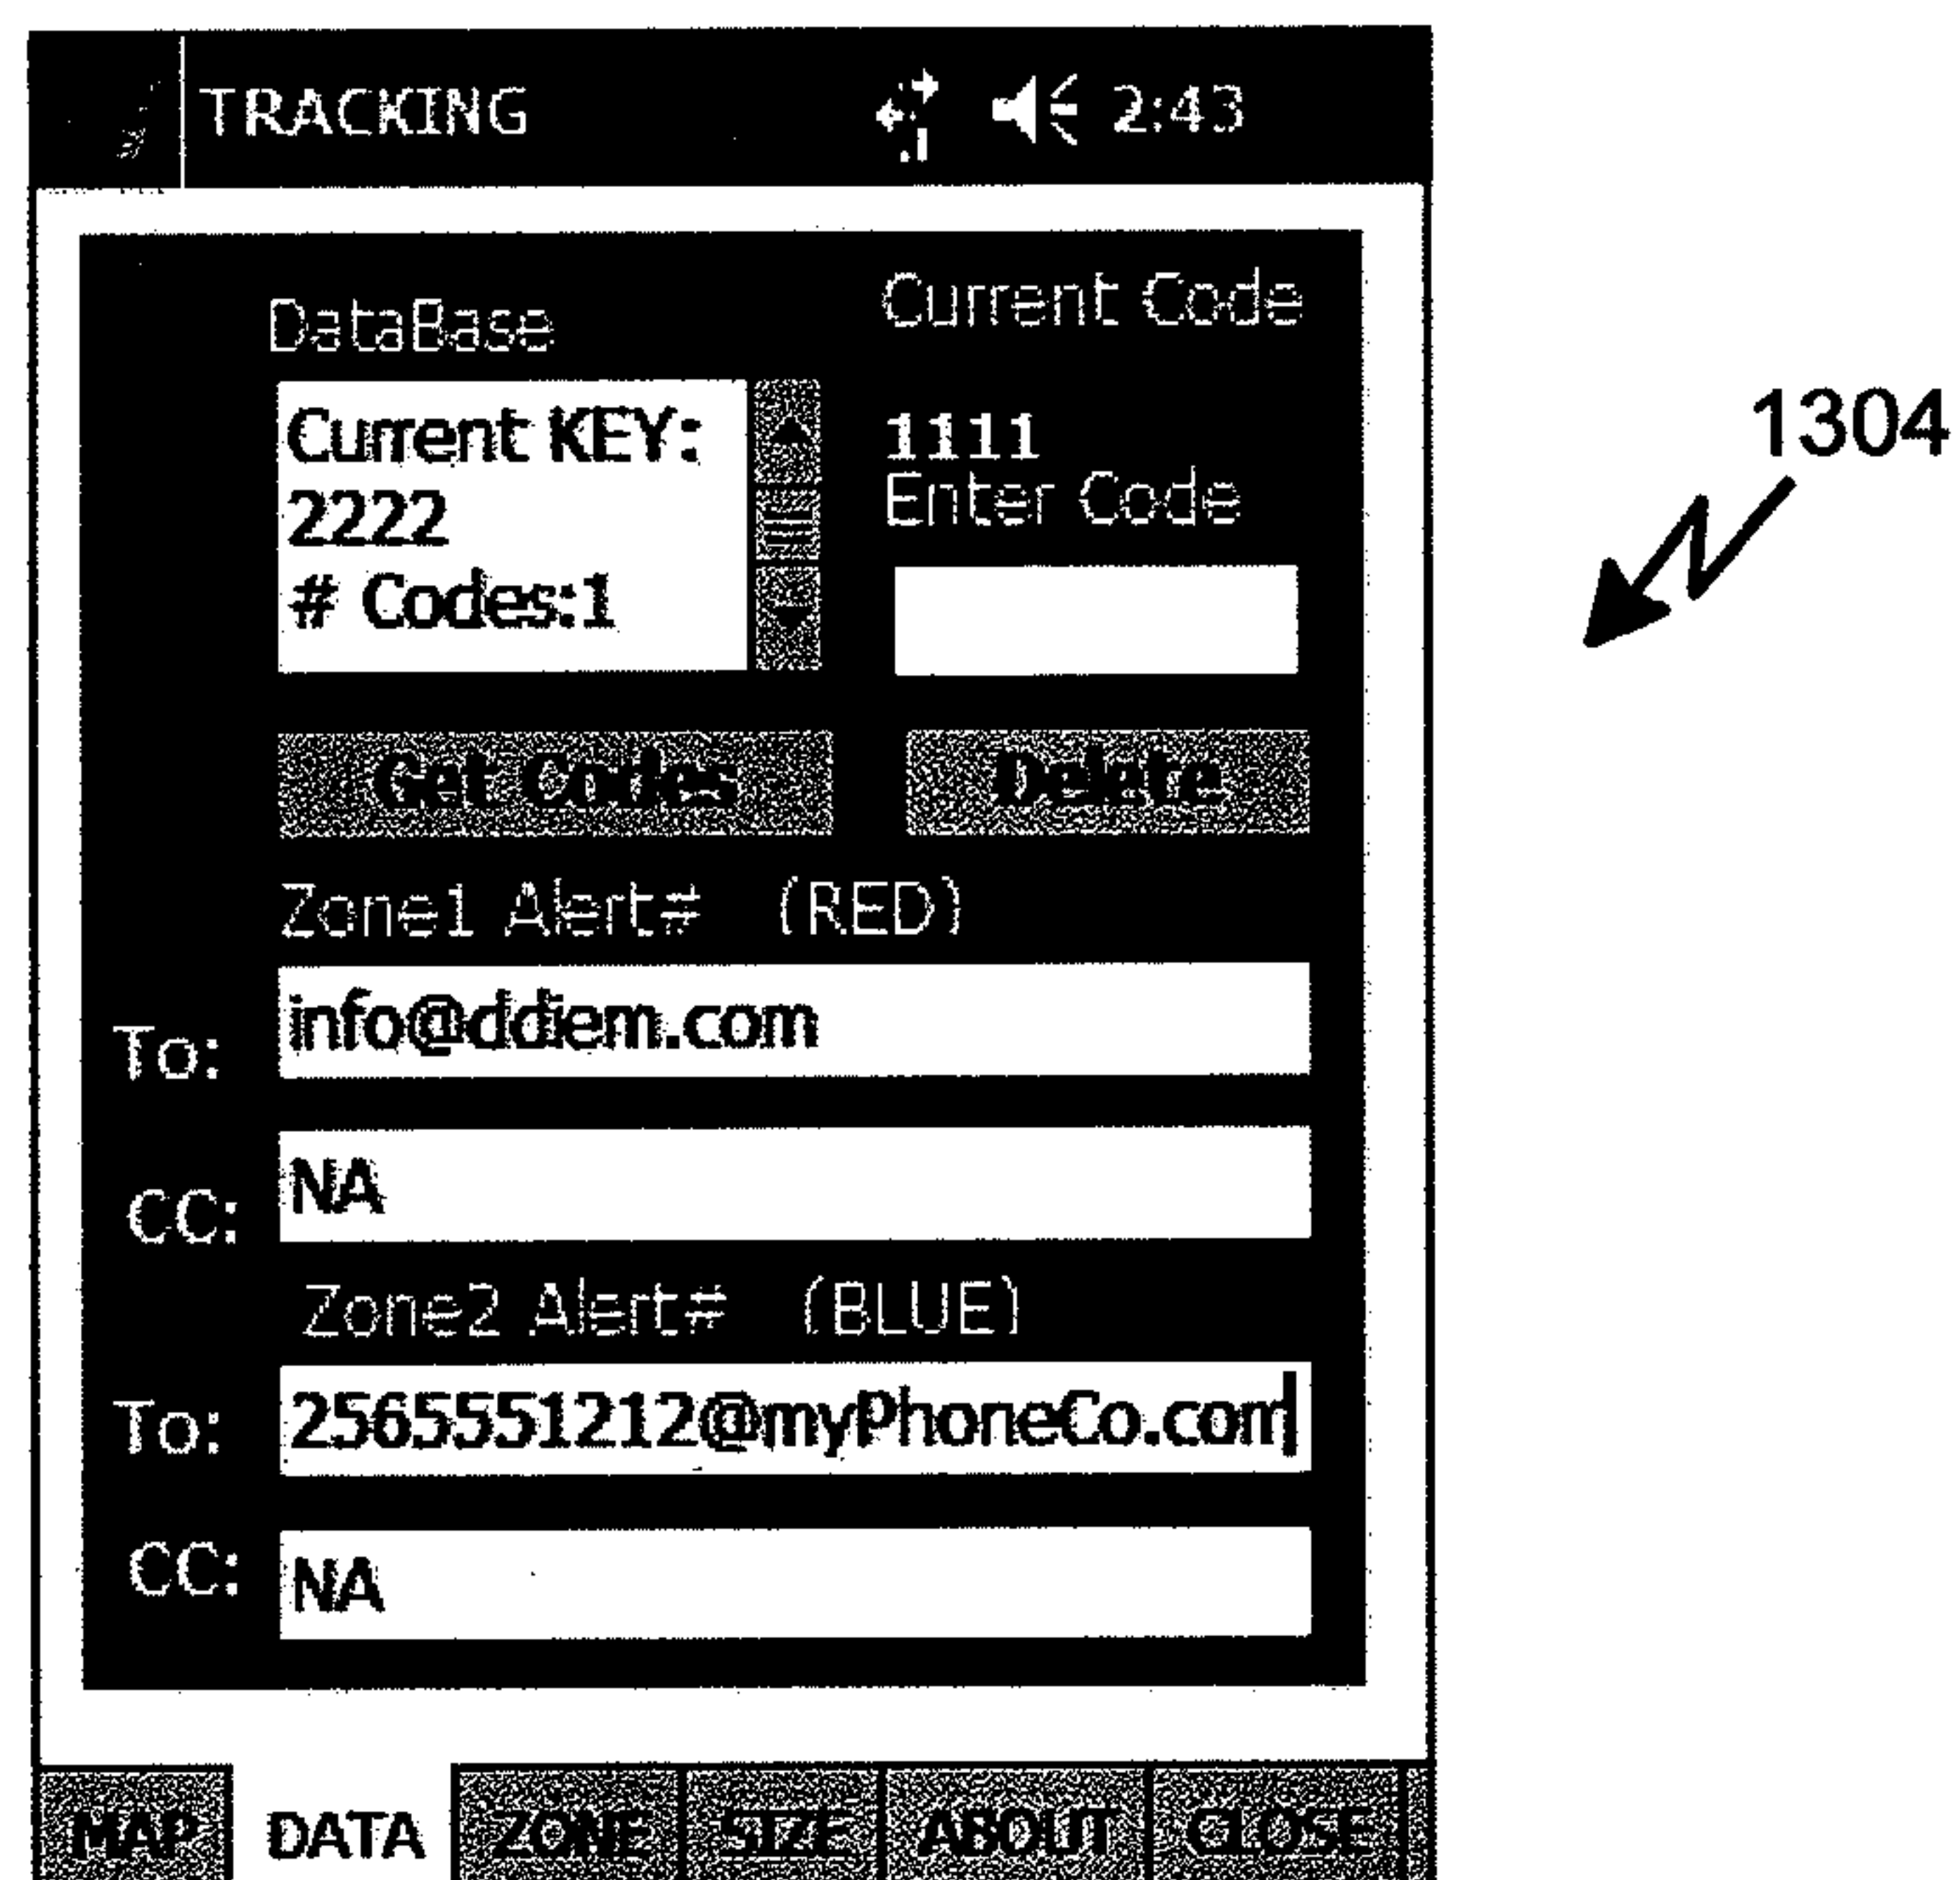 TRACKING 2:43
DataBase
Current Code
Current KEY:
2222
# Codes:1
1111
Enter Code
1304
Get Codes
Delete
Zone1 Alert# (RED)
To: info@ddiem.com
CC: NA
Zone2 Alert# (BLUE)
To: 2565551212@myPhoneCo.com
CC: NA
MAP DATA ZONE SIZE ABOUT CLOSE